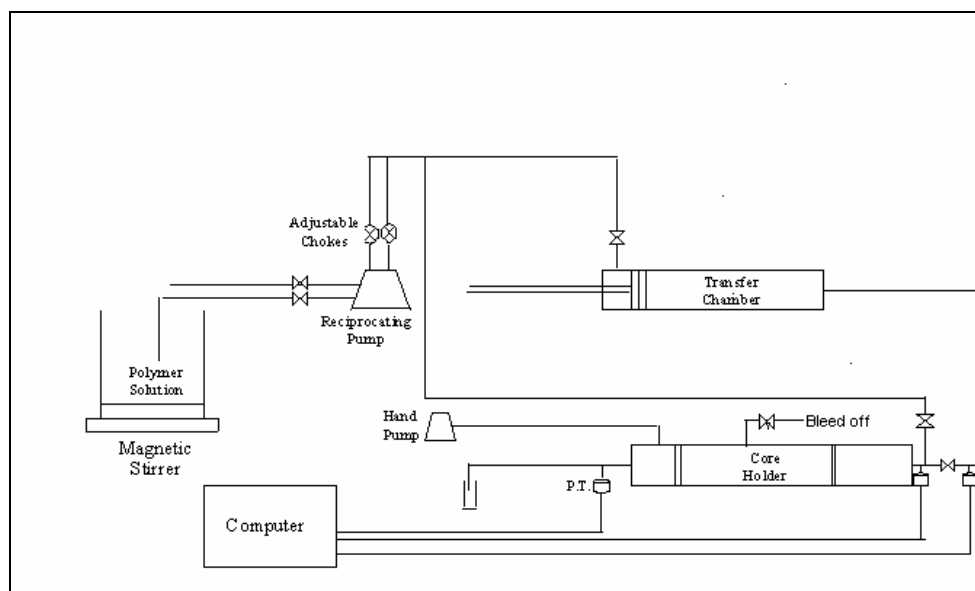 Adjustable
Chokes
Transfer
Chamber
Reciprocating
Pump
Polymer
Solution
Magnetic
Stirrer
Hand
Pump
Bleed off
Core
Holder
P.T.
Computer